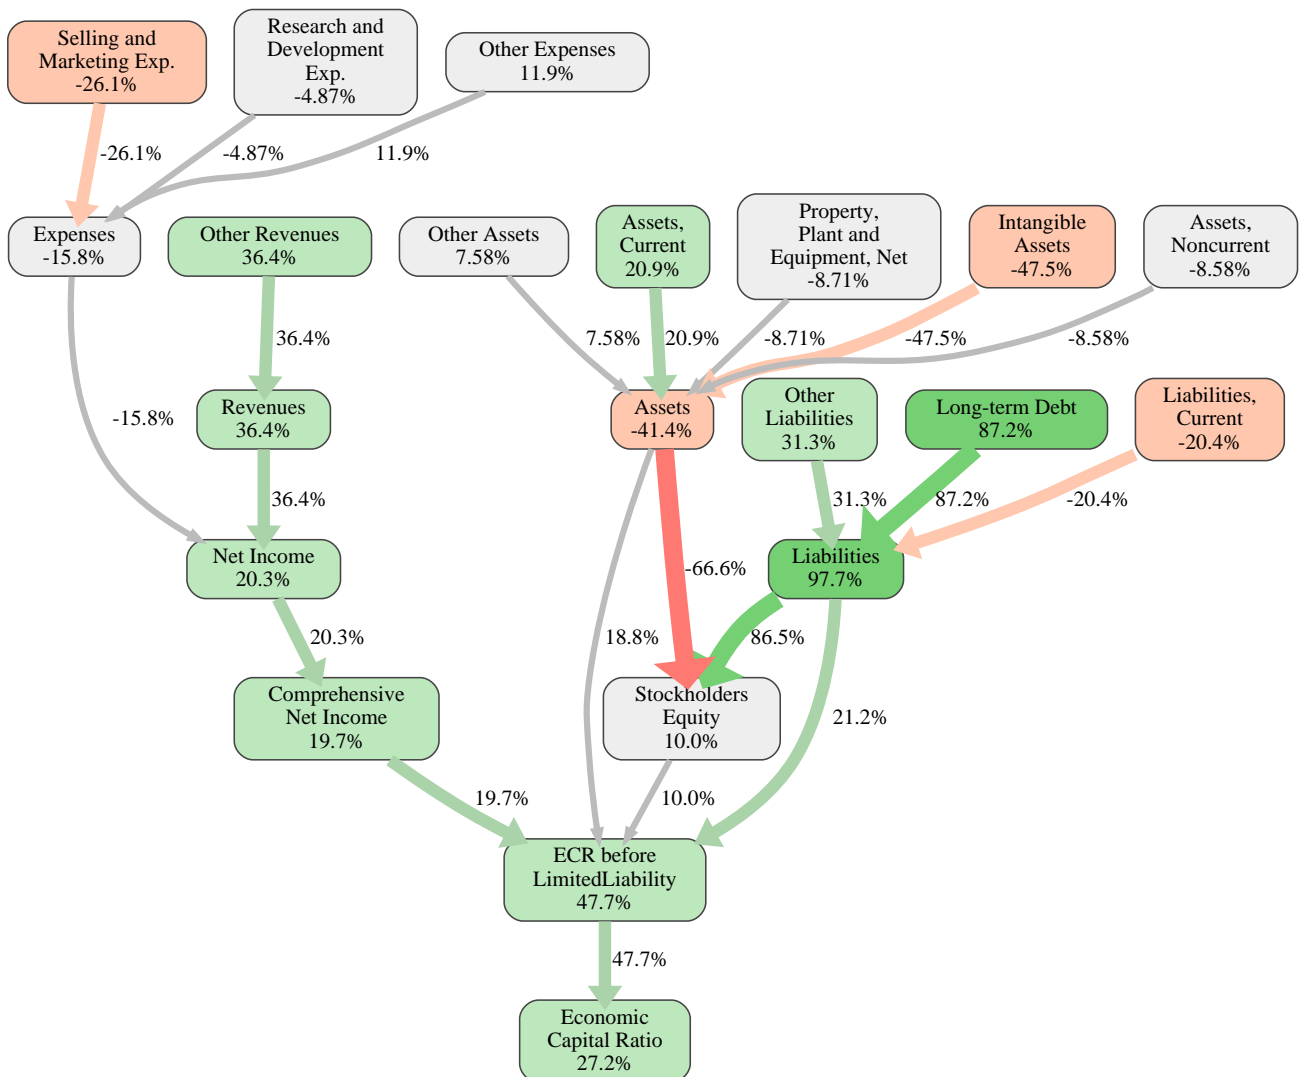 Selling and
Marketing Exp.
-26.1%
Research and
Development
Exp.
-4.87%
Other Expenses
11.9%
-26.1%
-4.87%
11.9%
Expenses
-15.8%
Other Revenues
36.4%
Other Assets
7.58%
Assets,
Current
20.9%
Property,
Plant and
Equipment, Net
-8.71%
Intangible
Assets
-47.5%
Assets,
Noncurrent
-8.58%
36.4%
7.58%
20.9%
-8.71%
-47.5%
-8.58%
-15.8%
Revenues
36.4%
Assets
-41.4%
Other
Liabilities
31.3%
Long-term Debt
87.2%
Liabilities,
Current
-20.4%
36.4%
31.3%
87.2%
-20.4%
Net Income
20.3%
-66.6%
Liabilities
97.7%
20.3%
18.8%
86.5%
Comprehensive
Net Income
19.7%
Stockholders
Equity
10.0%
21.2%
19.7%
10.0%
ECR before
LimitedLiability
47.7%
47.7%
Economic
Capital Ratio
27.2%